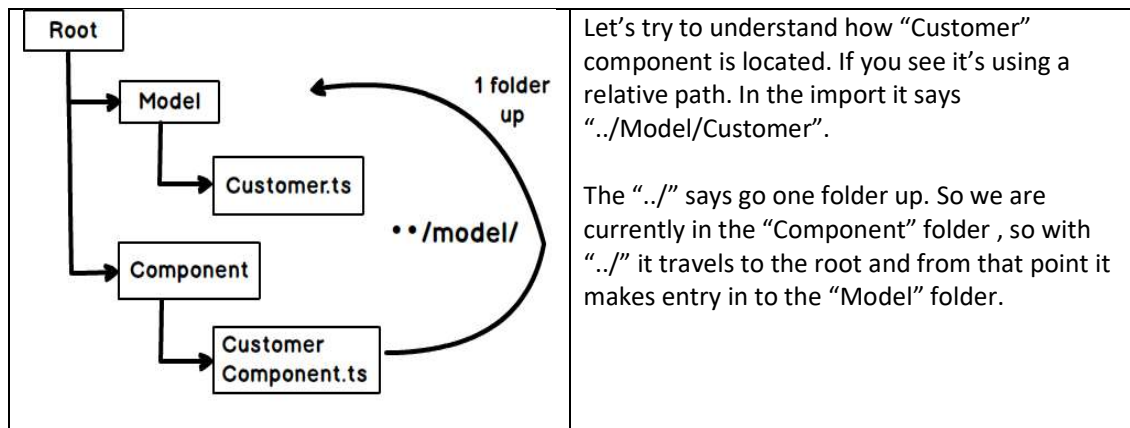 Root
Model
Customer.ts
Component
Customer
Component.ts
1 folder
up
••/model/
Let’s try to understand how “Customer”
component is located. If you see it’s using a
relative path. In the import it says
“../Model/Customer”.
The “../” says go one folder up. So we are
currently in the “Component” folder , so with
“../” it travels to the root and from that point it
makes entry in to the “Model” folder.